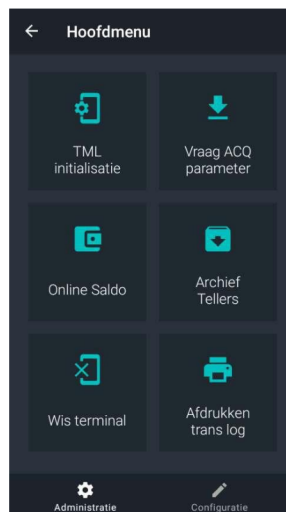 Hoofdmenu
TML
initialisatie
Vraag ACQ
parameter
Online Saldo
Archief
Tellers
Wis terminal
Afdrukken
trans log
Administratie
Configuratie